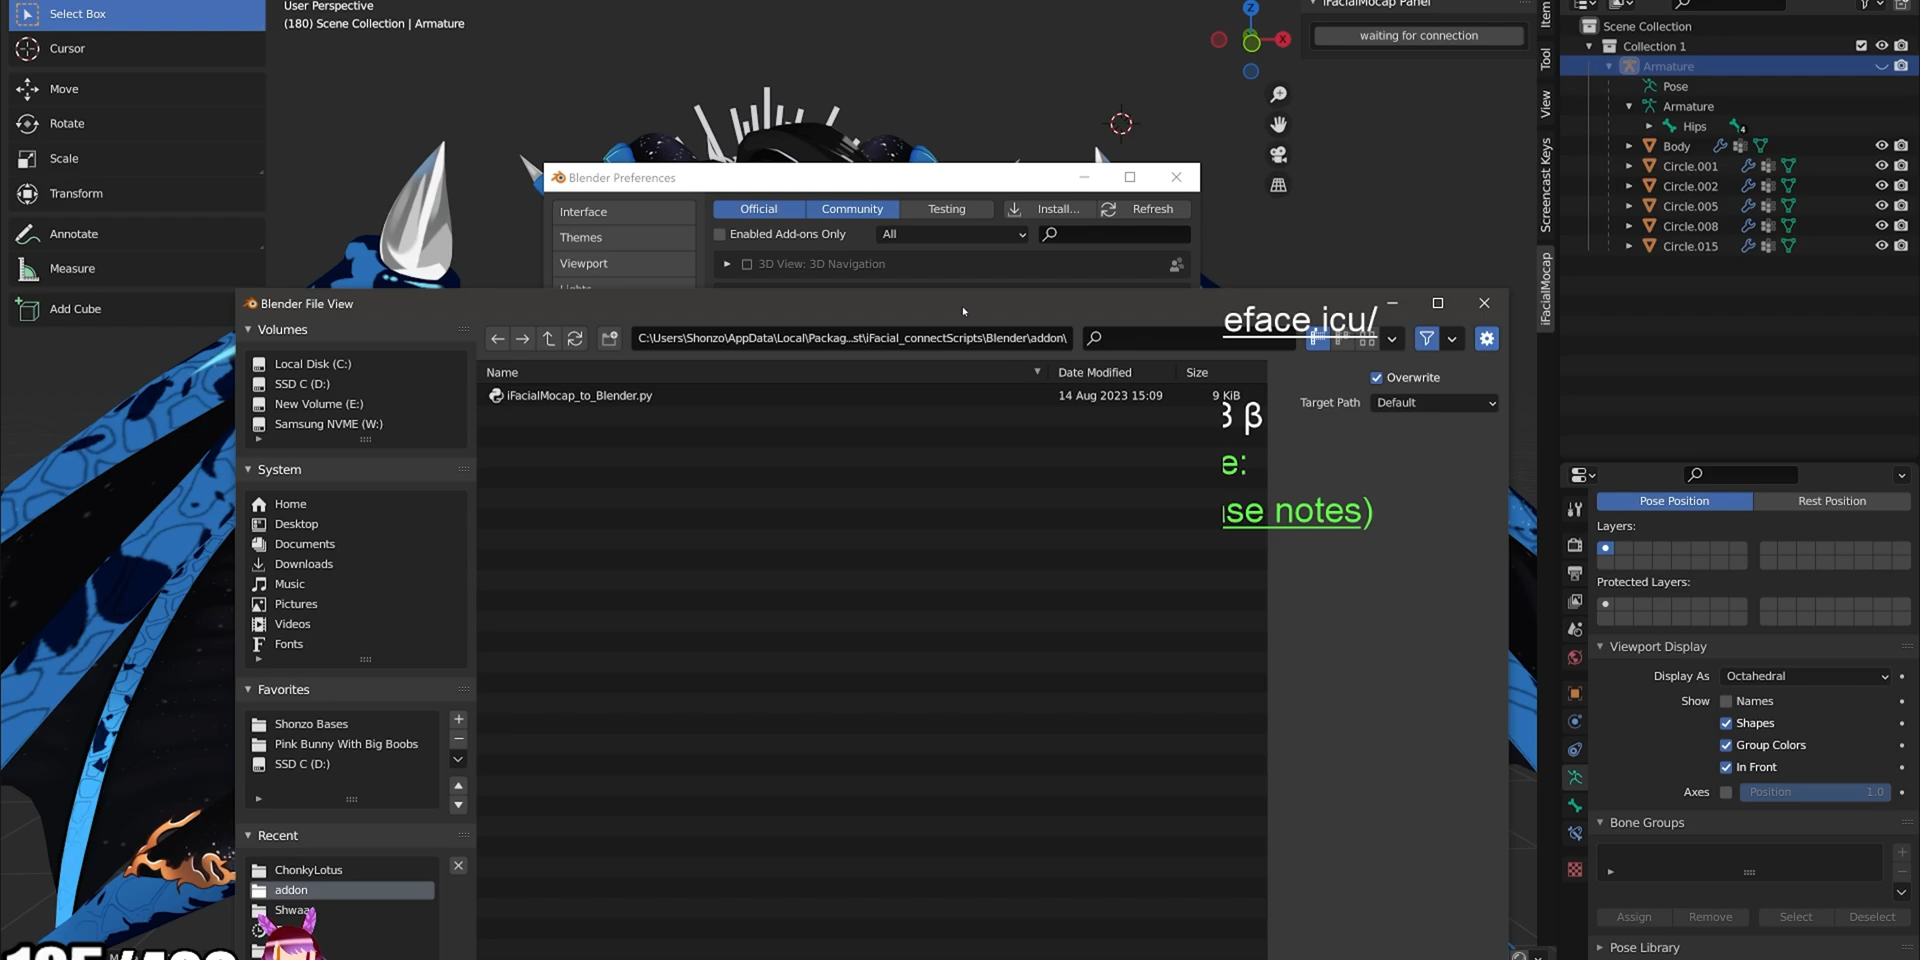 Select Box
Cursor
Move
Rotate
Scale
Transform
Annotate
Measure
Add Cube
User Perspective
(180) Scene Collection | Armature
Z
X
iFacialMocap Panel
waiting for connection
Item
Tool
View
Screencast Keys
iFacialMocap
Scene Collection
Collection 1
Armature
Pose
Armature
Hips
4
Body
Circle.001
Circle.002
Circle.005
Circle.008
Circle.015
Blender Preferences
Interface
Themes
Viewport
Lights
Official
Community
Testing
Install...
Refresh
Enabled Add-ons Only
All
3D View: 3D Navigation
Blender File View
Volumes
Local Disk (C:)
SSD C (D:)
New Volume (E:)
Samsung NVME (W:)
System
Home
Desktop
Documents
Downloads
Music
Pictures
Videos
Fonts
Favorites
Shonzo Bases
Pink Bunny With Big Boobs
SSD C (D:)
Recent
ChonkyLotus
addon
C:\Users\Shonzo\AppData\Local\Packag...st\iFacial_connectScripts\Blender\addon\
Name
Date Modified
Size
iFacialMocap_to_Blender.py
14 Aug 2023 15:09
9 KiB
eface.icu/
β
e:
se notes)
Overwrite
Target Path
Default
Pose Position
Rest Position
Layers:
Protected Layers:
Viewport Display
Display As
Octahedral
Show
Names
Shapes
Group Colors
In Front
Axes
Position
1.0
Bone Groups
Assign
Remove
Select
Deselect
Pose Library